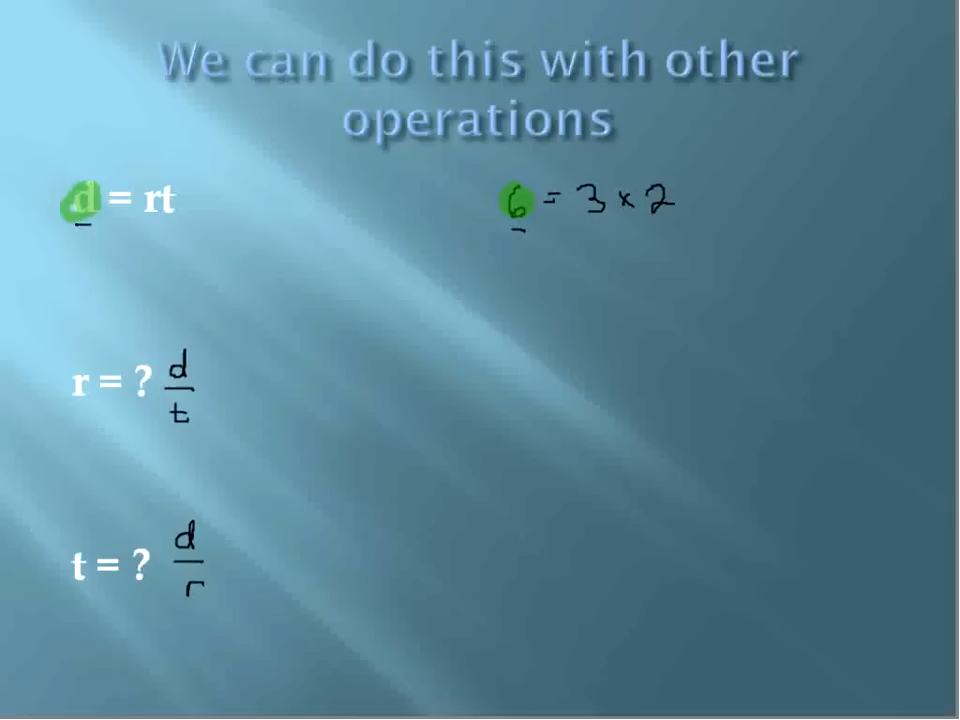 We can do this with other
operations
d = rt
6 = 3 × 2
r = ? d/t
t = ? d/r